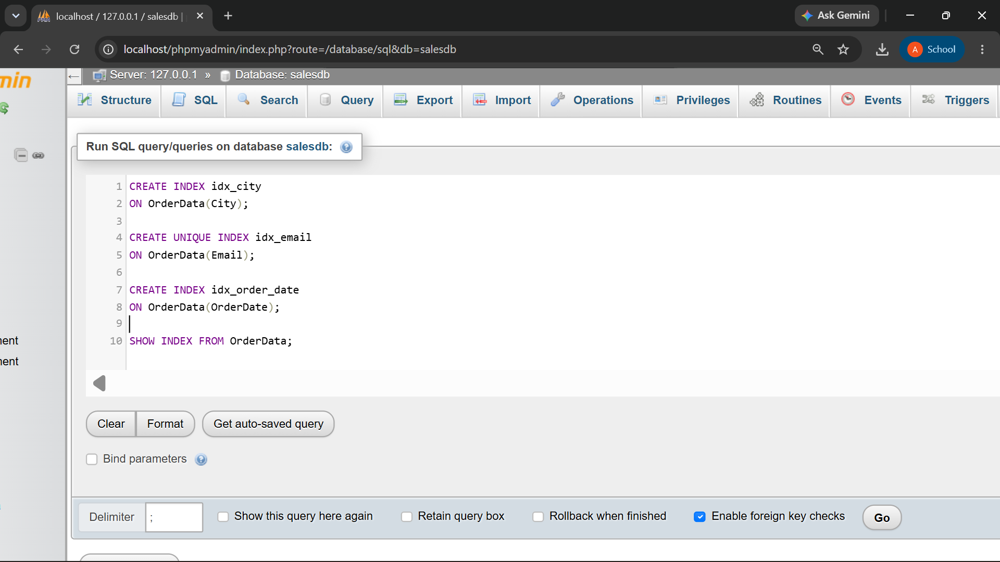 localhost / 127.0.0.1 / salesdb |
Ask Gemini
localhost/phpmyadmin/index.php?route=/database/sql&db=salesdb
A School
min
Server: 127.0.0.1 » Database: salesdb
Structure SQL Search Query Export Import Operations Privileges Routines Events Triggers
Run SQL query/queries on database salesdb:
1 CREATE INDEX idx_city
2 ON OrderData(City);
3
4 CREATE UNIQUE INDEX idx_email
5 ON OrderData(Email);
6
7 CREATE INDEX idx_order_date
8 ON OrderData(OrderDate);
9
10 SHOW INDEX FROM OrderData;
ent
ent
Clear Format Get auto-saved query
Bind parameters
Delimiter ; Show this query here again Retain query box Rollback when finished Enable foreign key checks Go